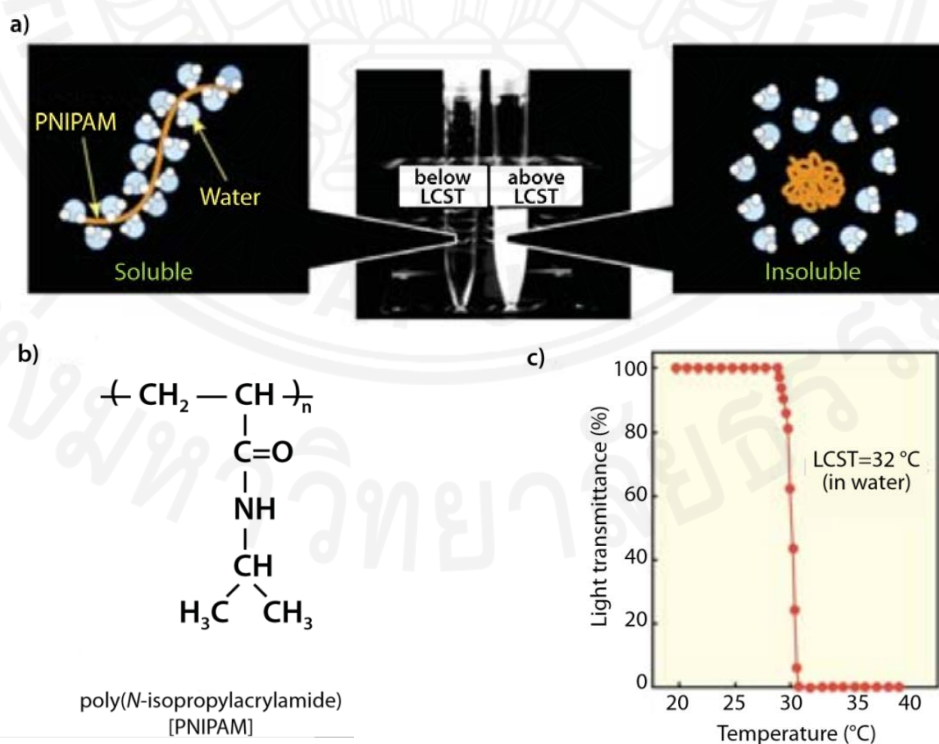 a)
PNIPAM
Water
Soluble
below
LCST
above
LCST
Insoluble
b)
-( CH₂ — CH )-ₙ
C=O
NH
CH
H₃C CH₃
poly(N-isopropylacrylamide)
[PNIPAM]
c)
Light transmittance (%)
100
80
60
40
20
0
LCST=32 °C
(in water)
20 25 30 35 40
Temperature (°C)